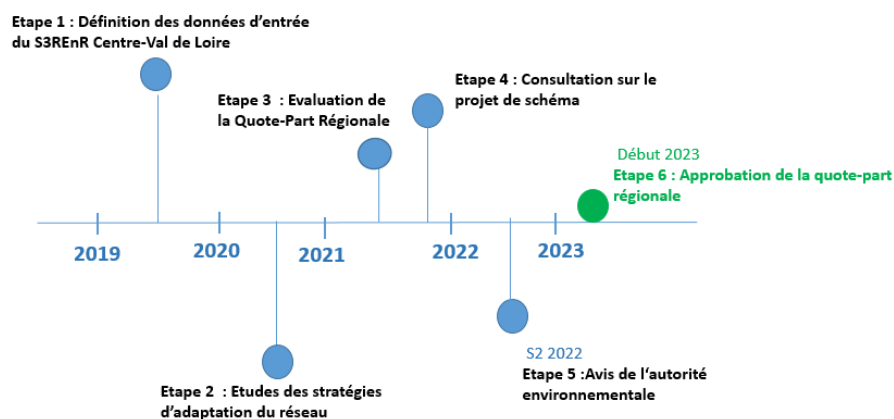 Etape 1 : Définition des données d'entrée
du S3REnR Centre-Val de Loire
Etape 3 : Evaluation de
la Quote-Part Régionale
Etape 4 : Consultation sur le
projet de schéma
Début 2023
Etape 6 : Approbation de la quote-part
régionale
2019
2020
2021
2022
2023
Etape 2 : Etudes des stratégies
d'adaptation du réseau
S2 2022
Etape 5 :Avis de l'autorité
environnementale